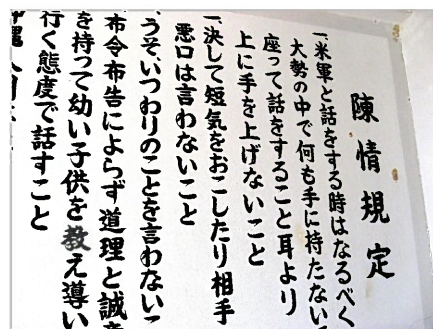 陳情規定
一、米軍と話をする時はなるべく
大勢の中で何も手に持たない
座って話をすること耳より
上に手を上げないこと
一、決して短気をおこしたり相手
悪口は言わないこと
うそ、いつわりのことを言わない
布令布告によらず道理と誠意
を持って幼い子供を教え導い
行く態度で話すこと